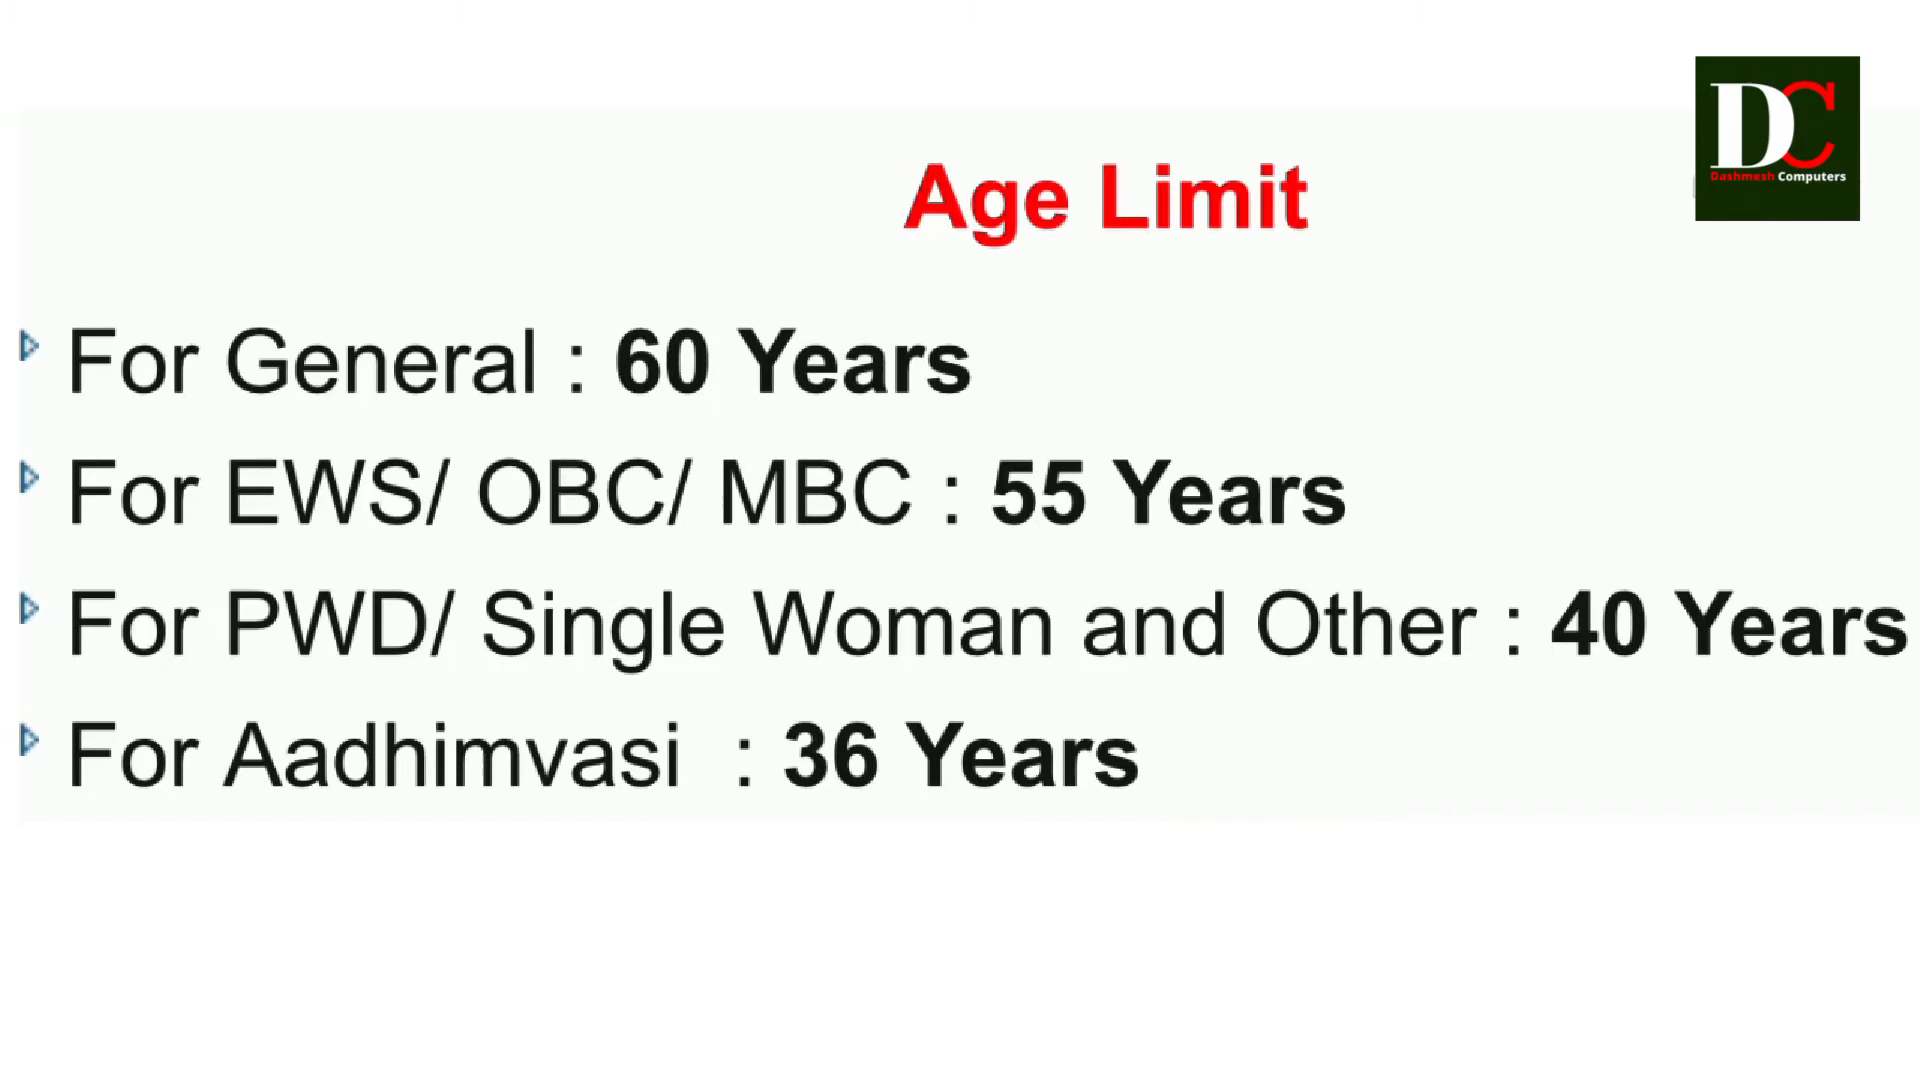 DC
Dashmesh Computers
Age Limit
For General : 60 Years
For EWS/ OBC/ MBC : 55 Years
For PWD/ Single Woman and Other : 40 Years
For Aadhimvasi : 36 Years